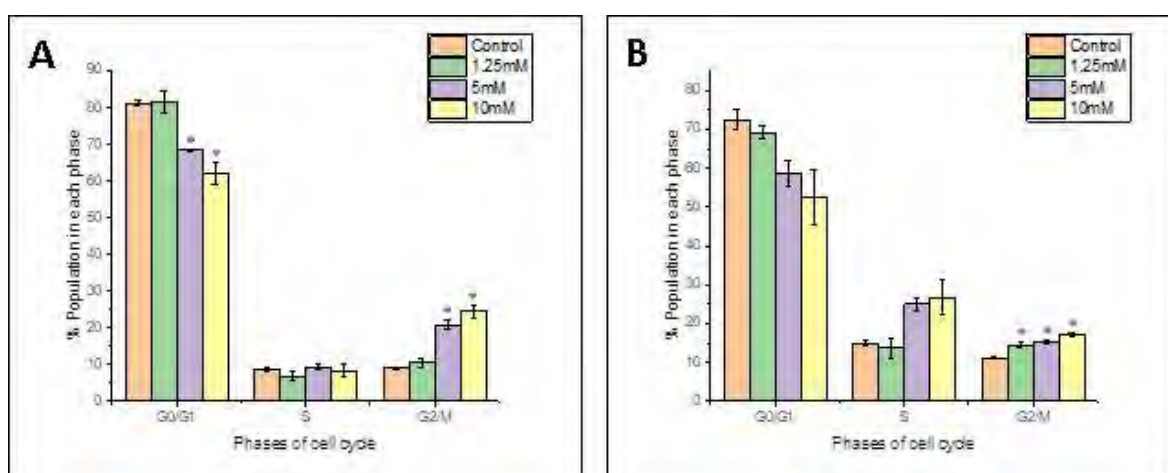 A
Control
1.25mM
5mM
10mM
% Population in each phase
90
80
70
60
50
40
30
20
10
0
* *
* *
G0/G1 S G2/M
Phases of cell cycle
B
Control
1.25mM
5mM
10mM
% Population in each phase
80
70
60
50
40
30
20
10
0
* * *
G0/G1 S G2/M
Phases of cell cycle